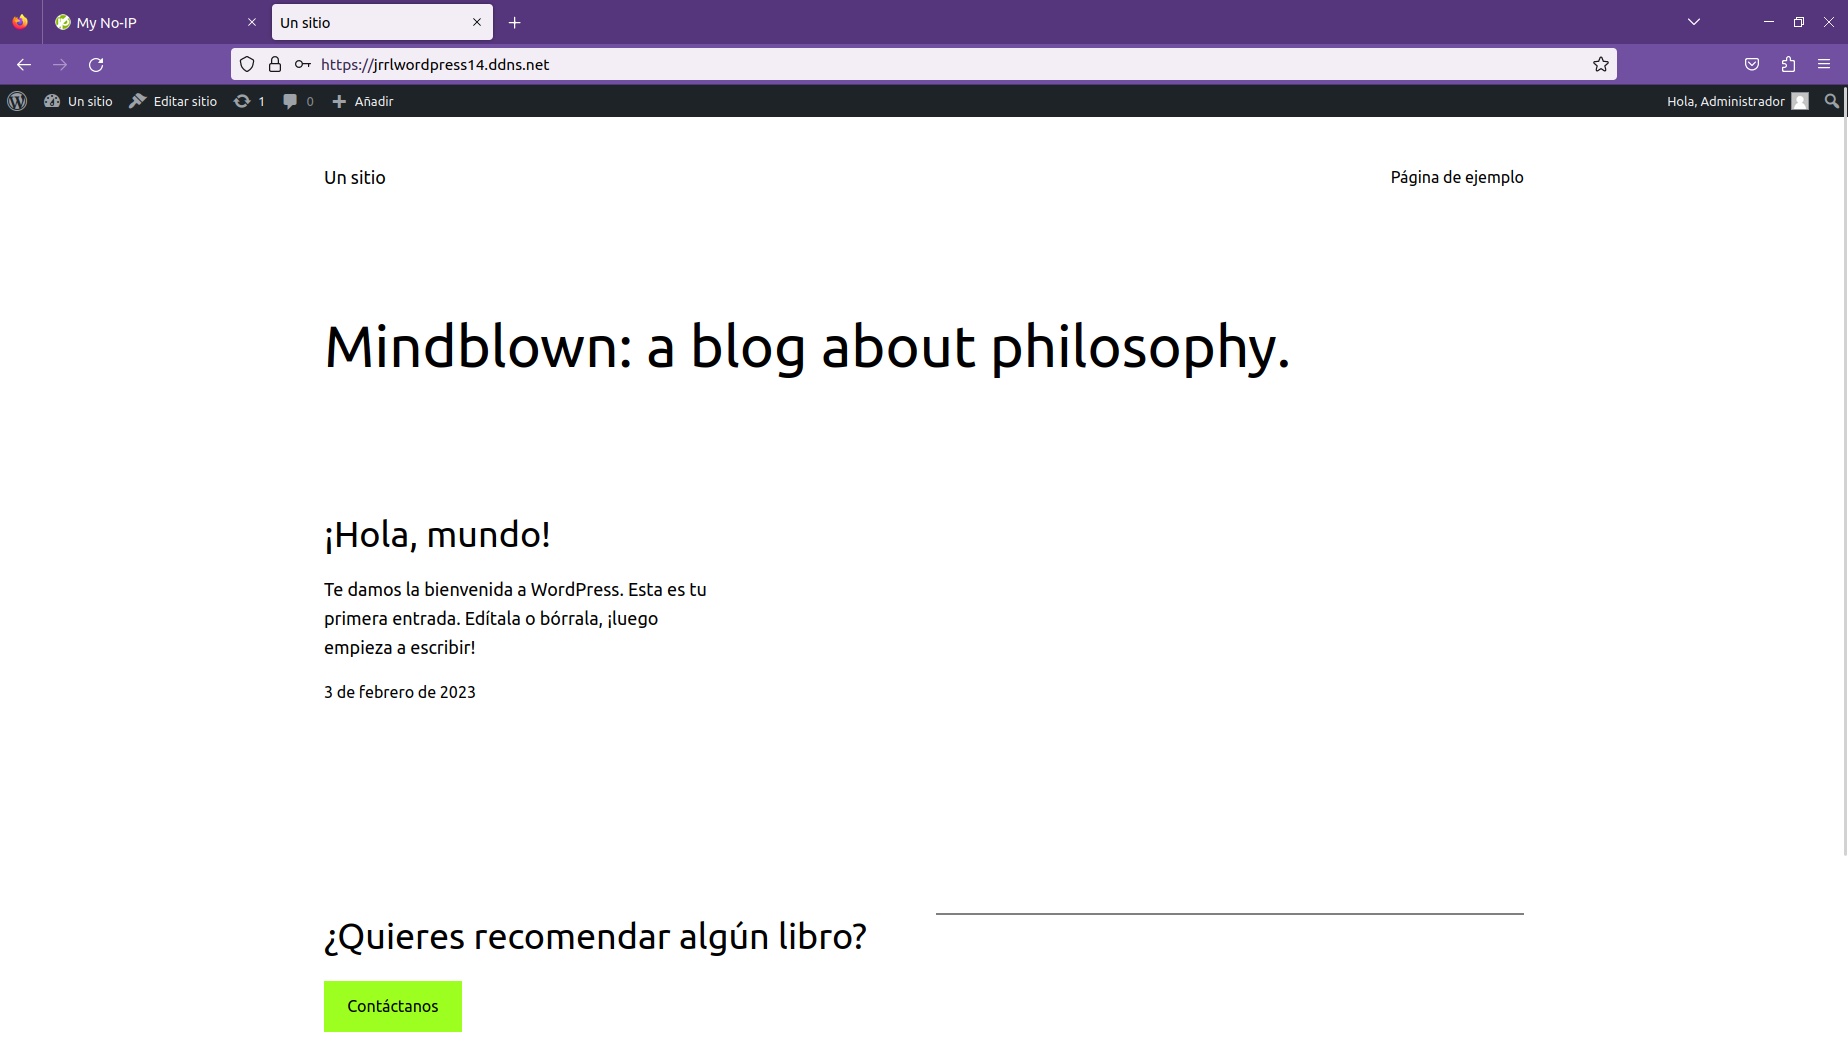 My No-IP
Un sitio
https://jrrlwordpress14.ddns.net
Un sitio
Editar sitio
1
0
Añadir
Hola, Administrador
Un sitio
Página de ejemplo
Mindblown: a blog about philosophy.
¡Hola, mundo!
Te damos la bienvenida a WordPress. Esta es tu
primera entrada. Edítala o bórrala, ¡luego
empieza a escribir!
3 de febrero de 2023
¿Quieres recomendar algún libro?
Contáctanos